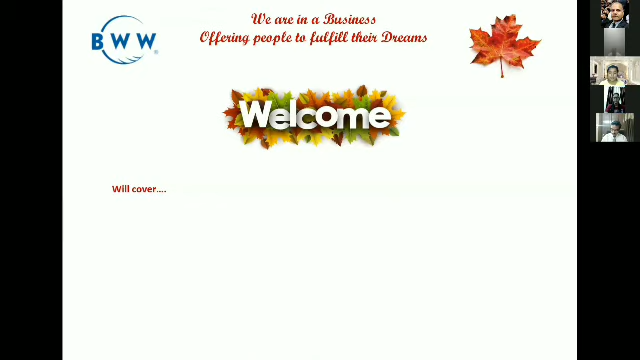 We are in a Business
Offering people to fulfill their Dreams
BWW
Welcome
Will cover....